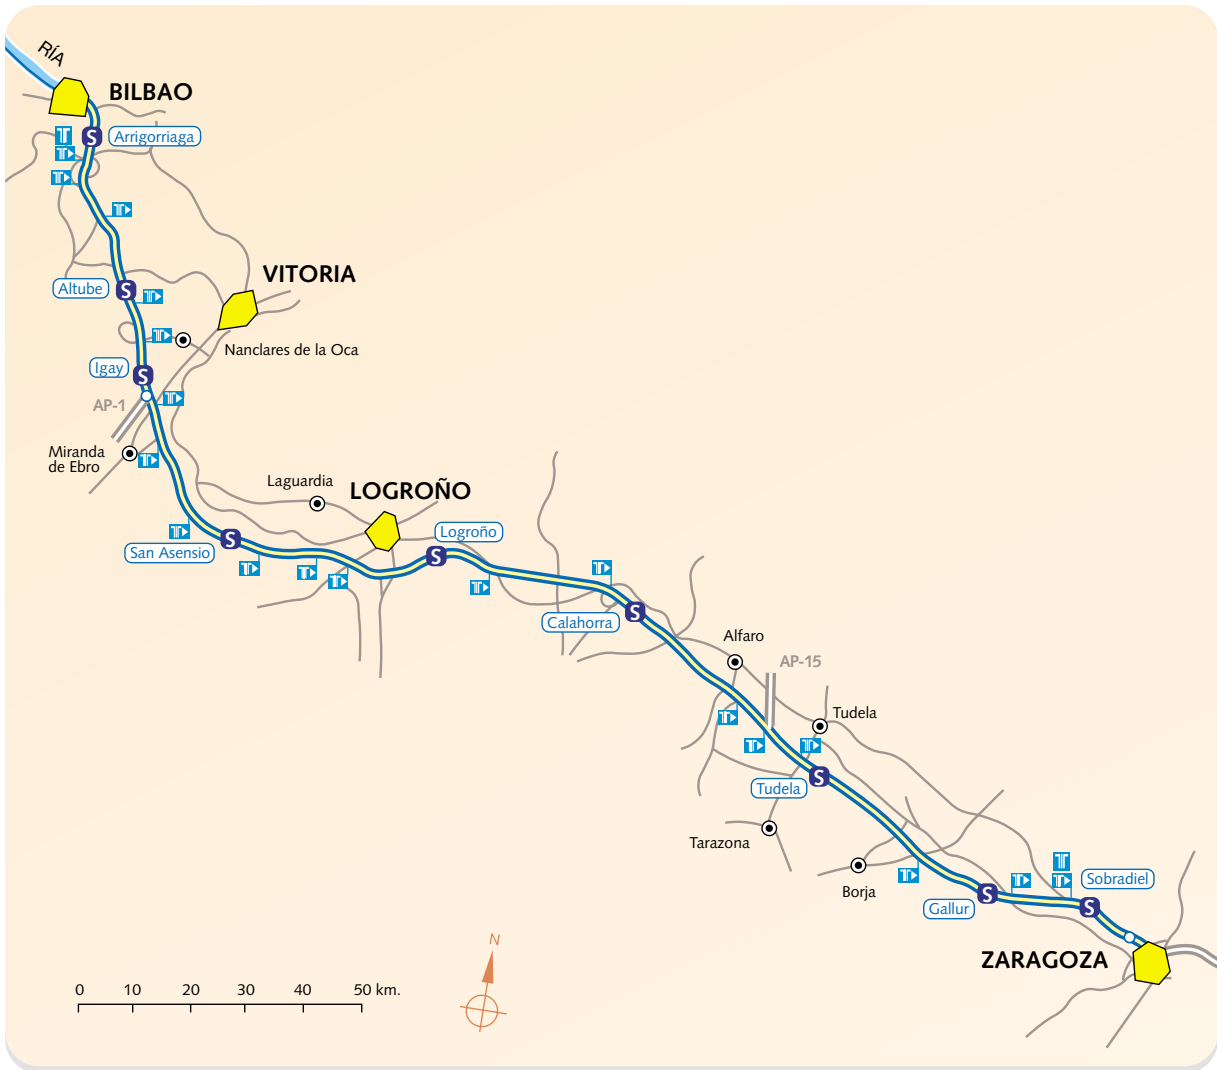 RÍA
BILBAO
S
Arrigorriaga
VITORIA
Altube
S
Nanclares de la Oca
Igay
S
AP-1
Miranda
de Ebro
Laguardia
LOGROÑO
San Asensio
S
Logroño
S
Calahorra
S
Alfaro
AP-15
Tudela
Tudela
S
Tarazona
Borja
Gallur
S
Sobradiel
S
ZARAGOZA
N
0 10 20 30 40 50 km.